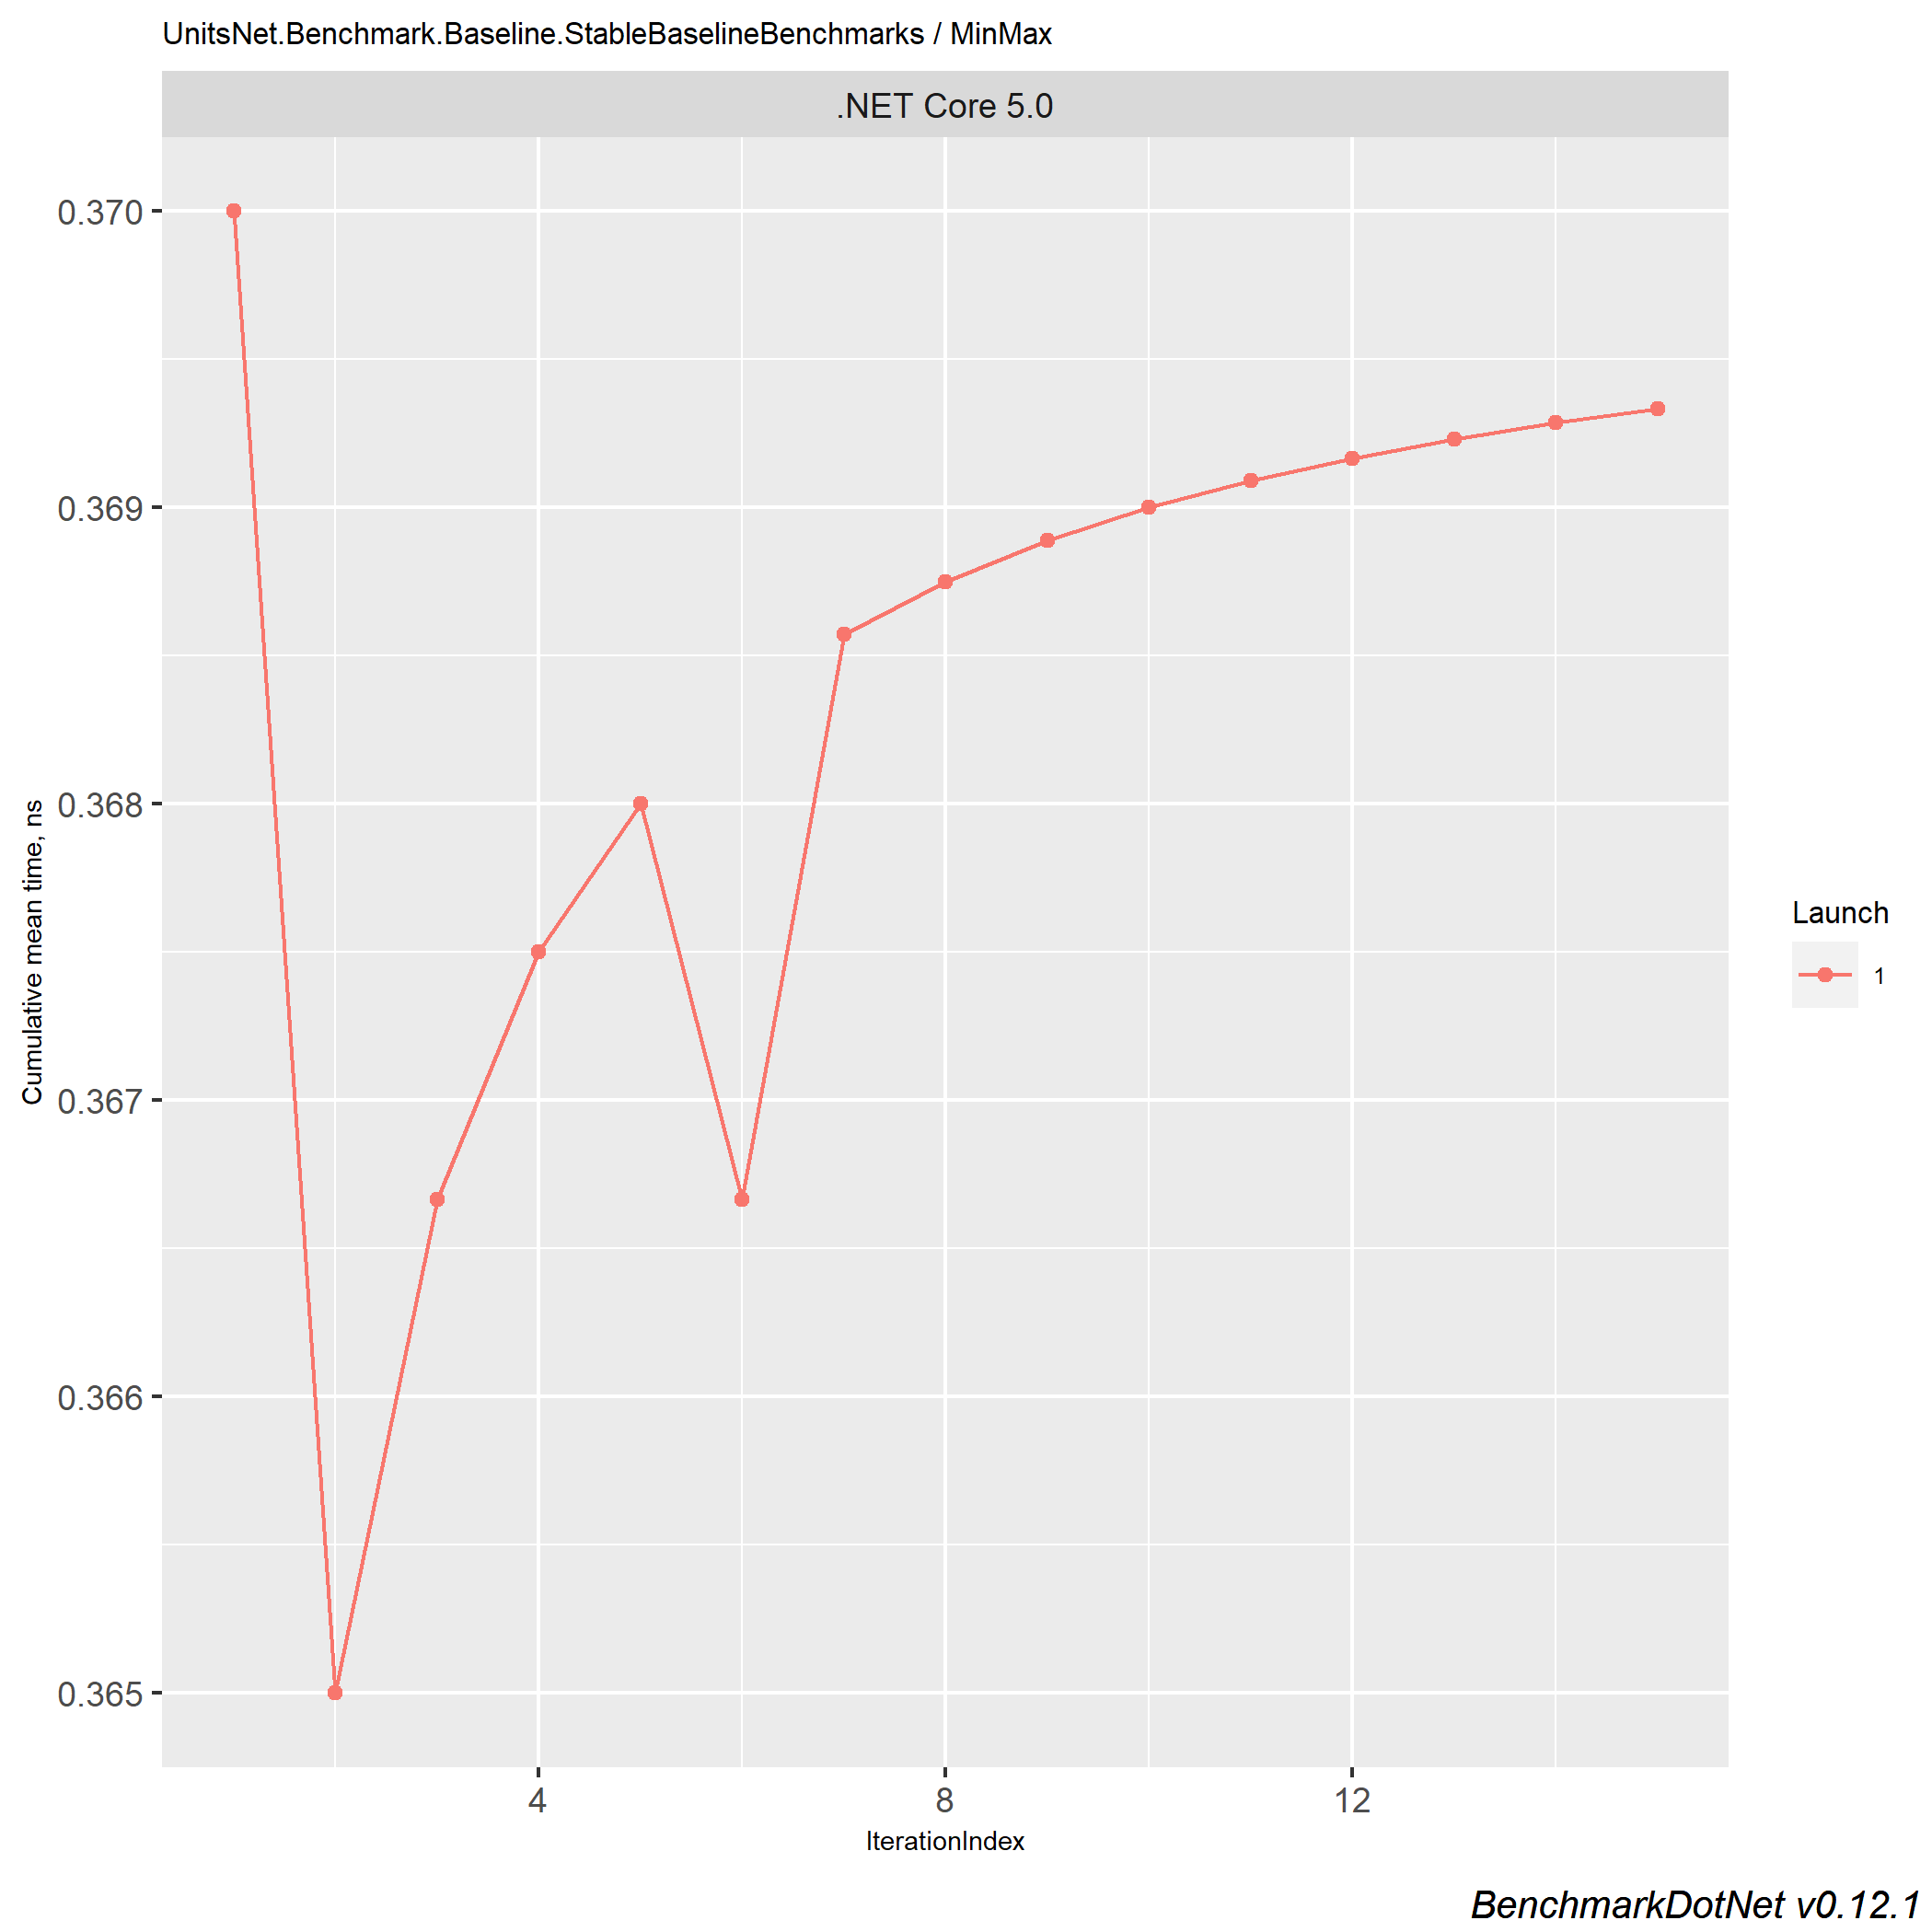 UnitsNet.Benchmark.Baseline.StableBaselineBenchmarks / MinMax
.NET Core 5.0
Cumulative mean time, ns
0.370
0.369
0.368
0.367
0.366
0.365
4 8 12
IterationIndex
Launch
1
BenchmarkDotNet v0.12.1